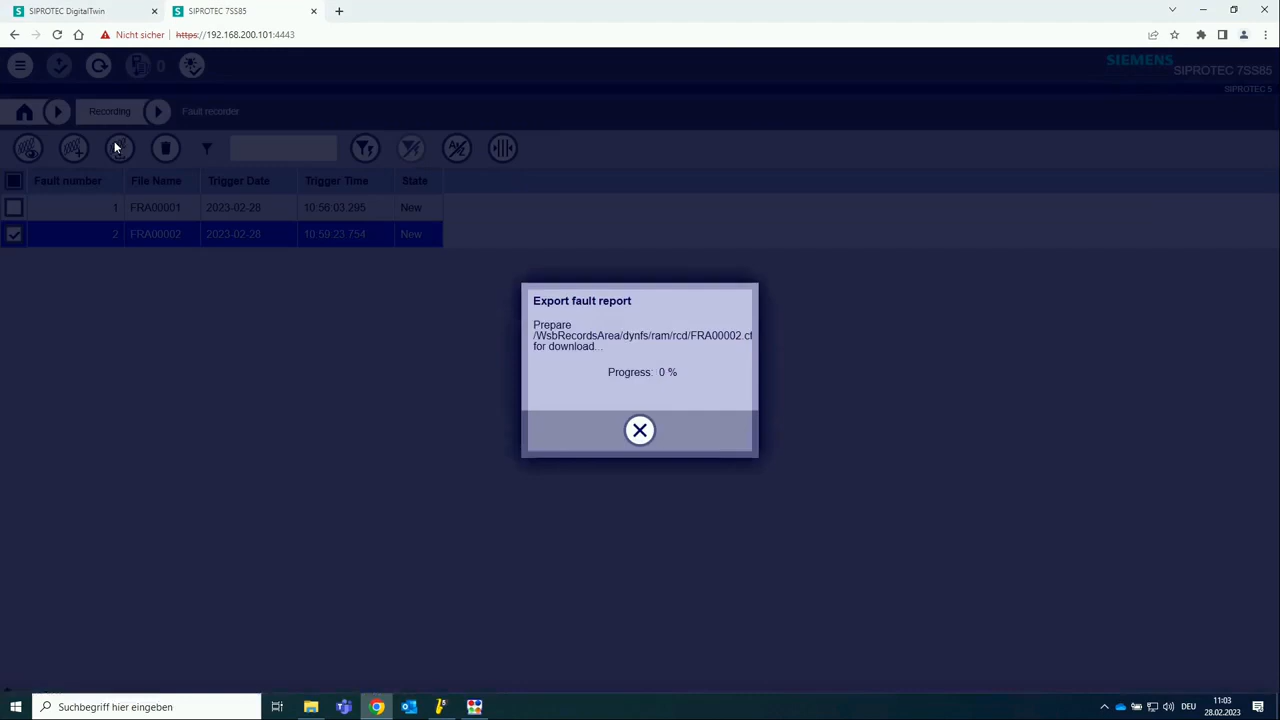 SIPROTEC DigitalTwin
SIPROTEC 7SS85
Nicht sicher
https://192.168.200.101:4443
0
SIEMENS
SIPROTEC 7SS85
SIPROTEC 5
Recording
Fault recorder
Fault number File Name Trigger Date Trigger Time State
1 FRA00001 2023-02-28 10:56:03.295 New
2 FRA00002 2023-02-28 10:59:23.754 New
Export fault report
Prepare
/WsbRecordsArea/dynfs/ram/rcd/FRA00002.cf
for download...
Progress: 0 %
Suchbegriff hier eingeben
DEU
11:03
28.02.2023